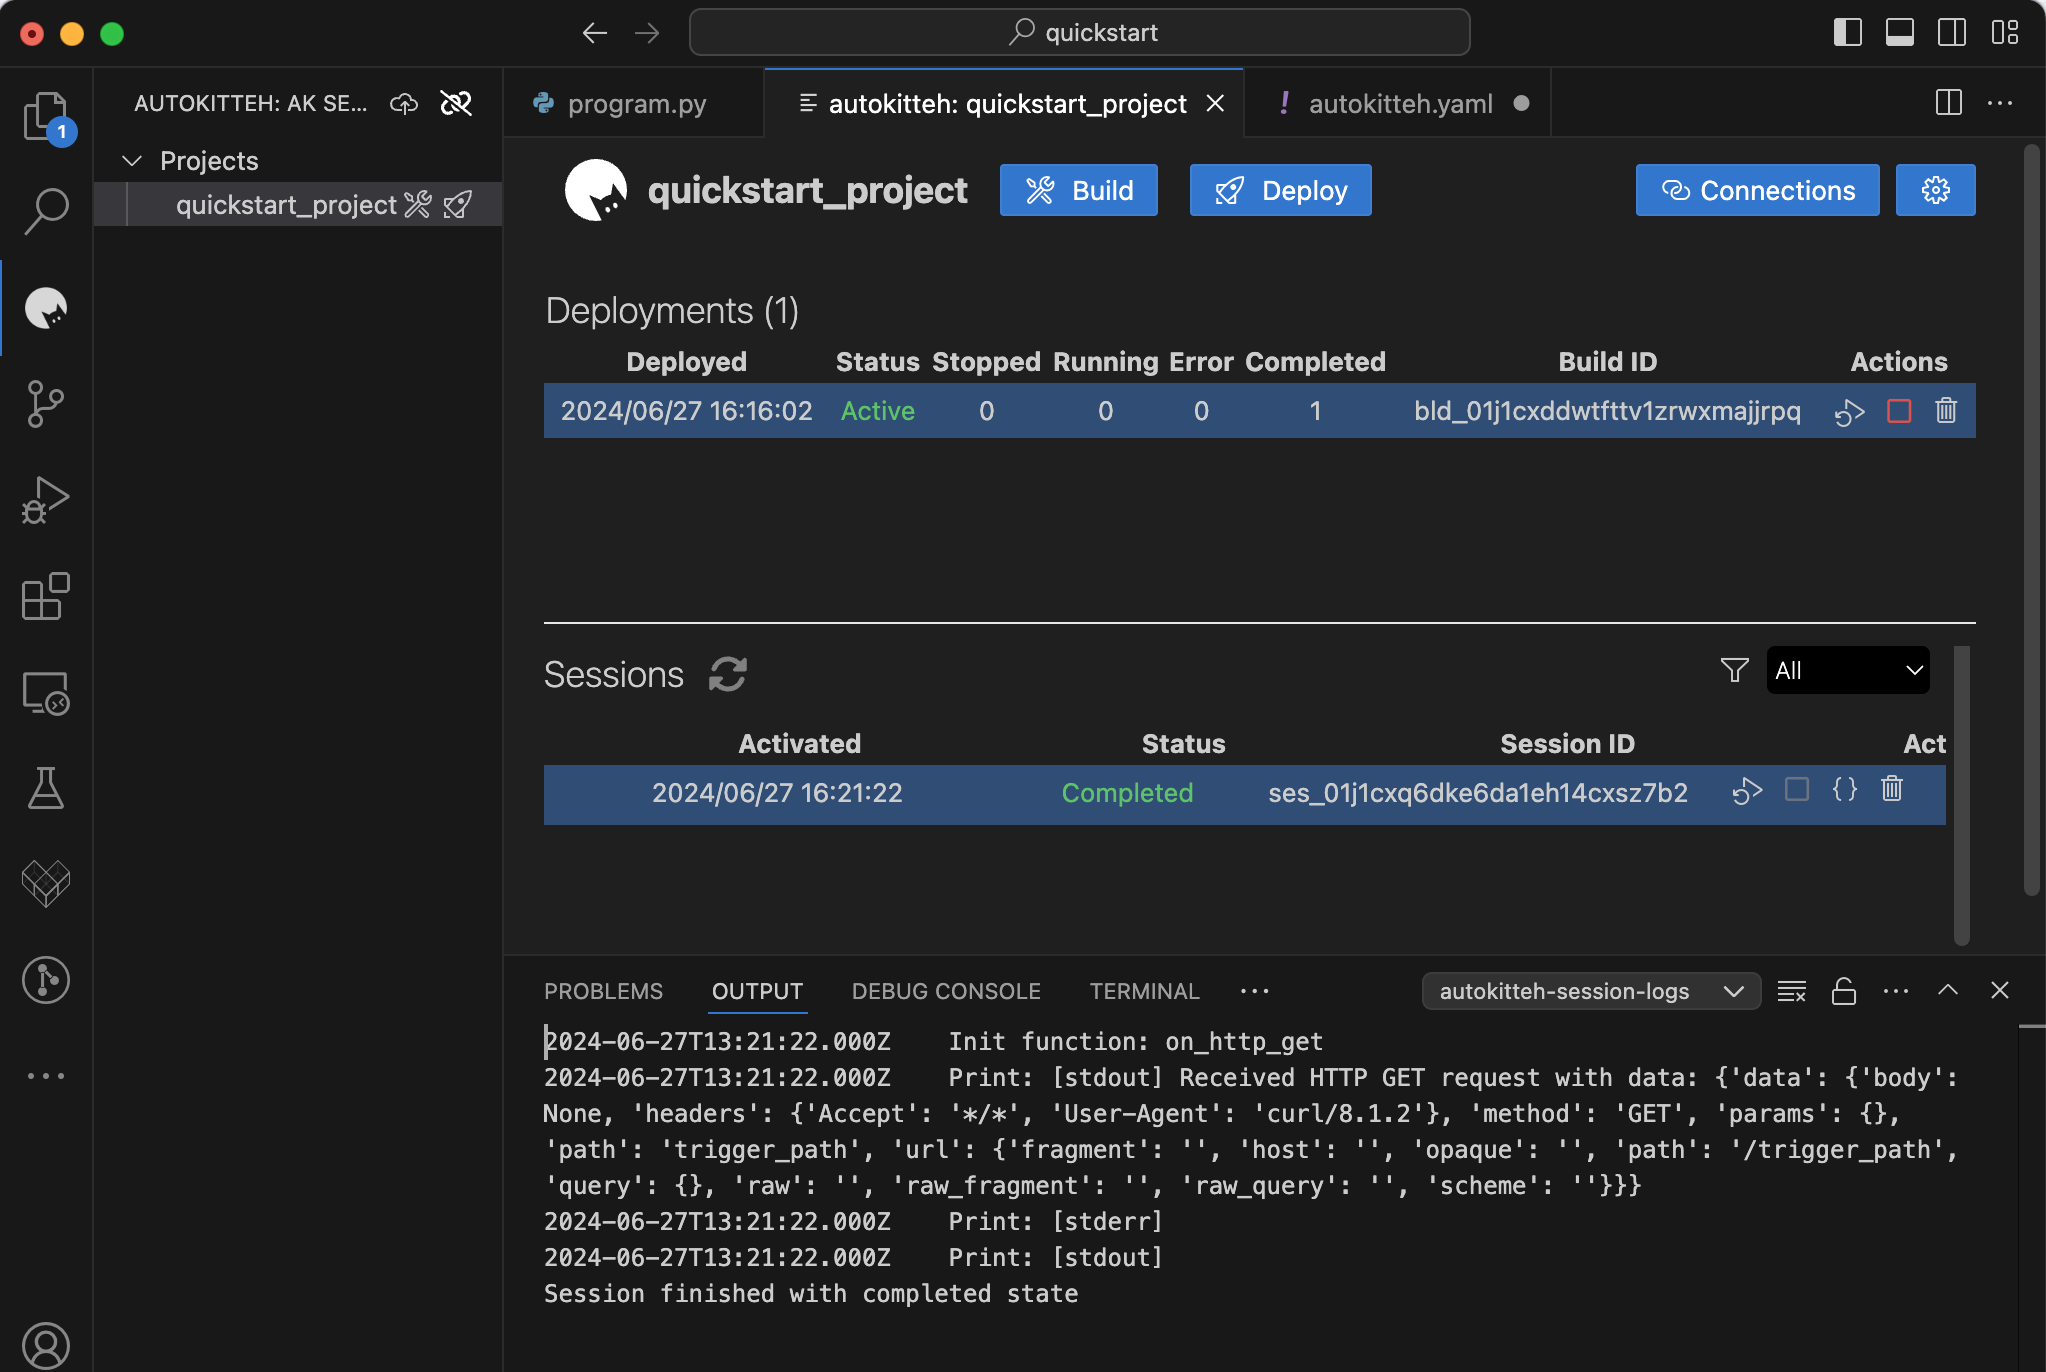 quickstart
1
AUTOKITTEH: AK SE...
Projects
quickstart_project
program.py
autokitteh: quickstart_project
! autokitteh.yaml
quickstart_project
Build
Deploy
Connections
Deployments (1)
Deployed Status Stopped Running Error Completed Build ID Actions
2024/06/27 16:16:02 Active 0 0 0 1 bld_01j1cxddwtfttv1zrwxmajjrpq
Sessions
All
Activated Status Session ID Act
2024/06/27 16:21:22 Completed ses_01j1cxq6dke6da1eh14cxsz7b2
PROBLEMS OUTPUT DEBUG CONSOLE TERMINAL
autokitteh-session-logs
2024-06-27T13:21:22.000Z Init function: on_http_get
2024-06-27T13:21:22.000Z Print: [stdout] Received HTTP GET request with data: {'data': {'body':
None, 'headers': {'Accept': '*/*', 'User-Agent': 'curl/8.1.2'}, 'method': 'GET', 'params': {},
'path': 'trigger_path', 'url': {'fragment': '', 'host': '', 'opaque': '', 'path': '/trigger_path',
'query': {}, 'raw': '', 'raw_fragment': '', 'raw_query': '', 'scheme': ''}}}
2024-06-27T13:21:22.000Z Print: [stderr]
2024-06-27T13:21:22.000Z Print: [stdout]
Session finished with completed state